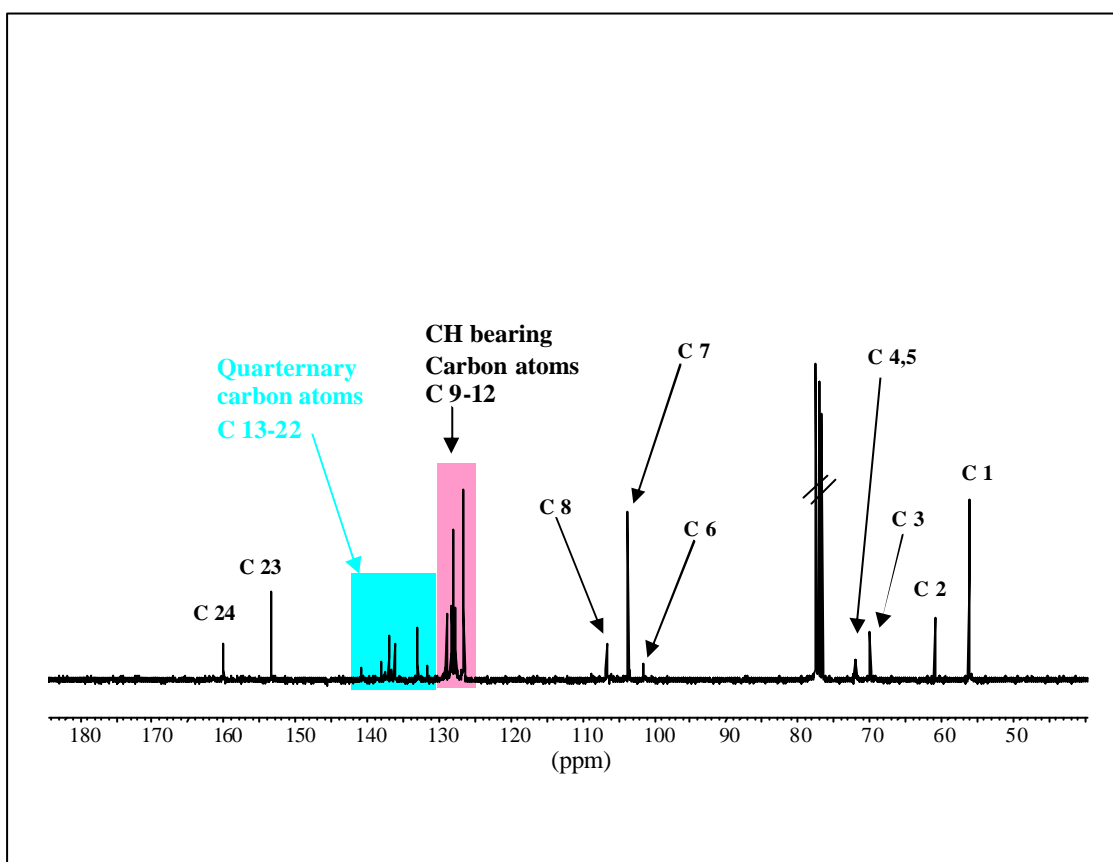 CH bearing
Carbon atoms
C 9-12
Quarternary
carbon atoms
C 13-22
C 7
C 4,5
C 1
C 8
C 3
C 6
C 23
C 2
C 24
180 170 160 150 140 130 120 110 100 90 80 70 60 50
(ppm)